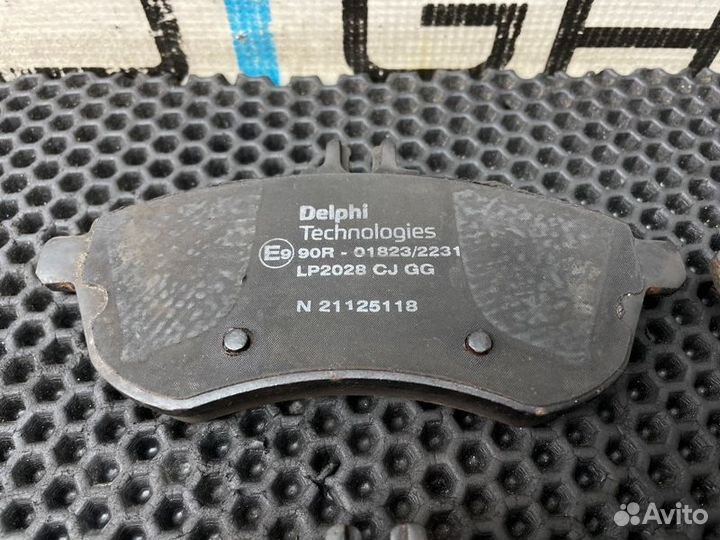 Delphi
Technologies
E9 90R - 01823/2231
LP2028 CJ GG
N 21125118
Avito